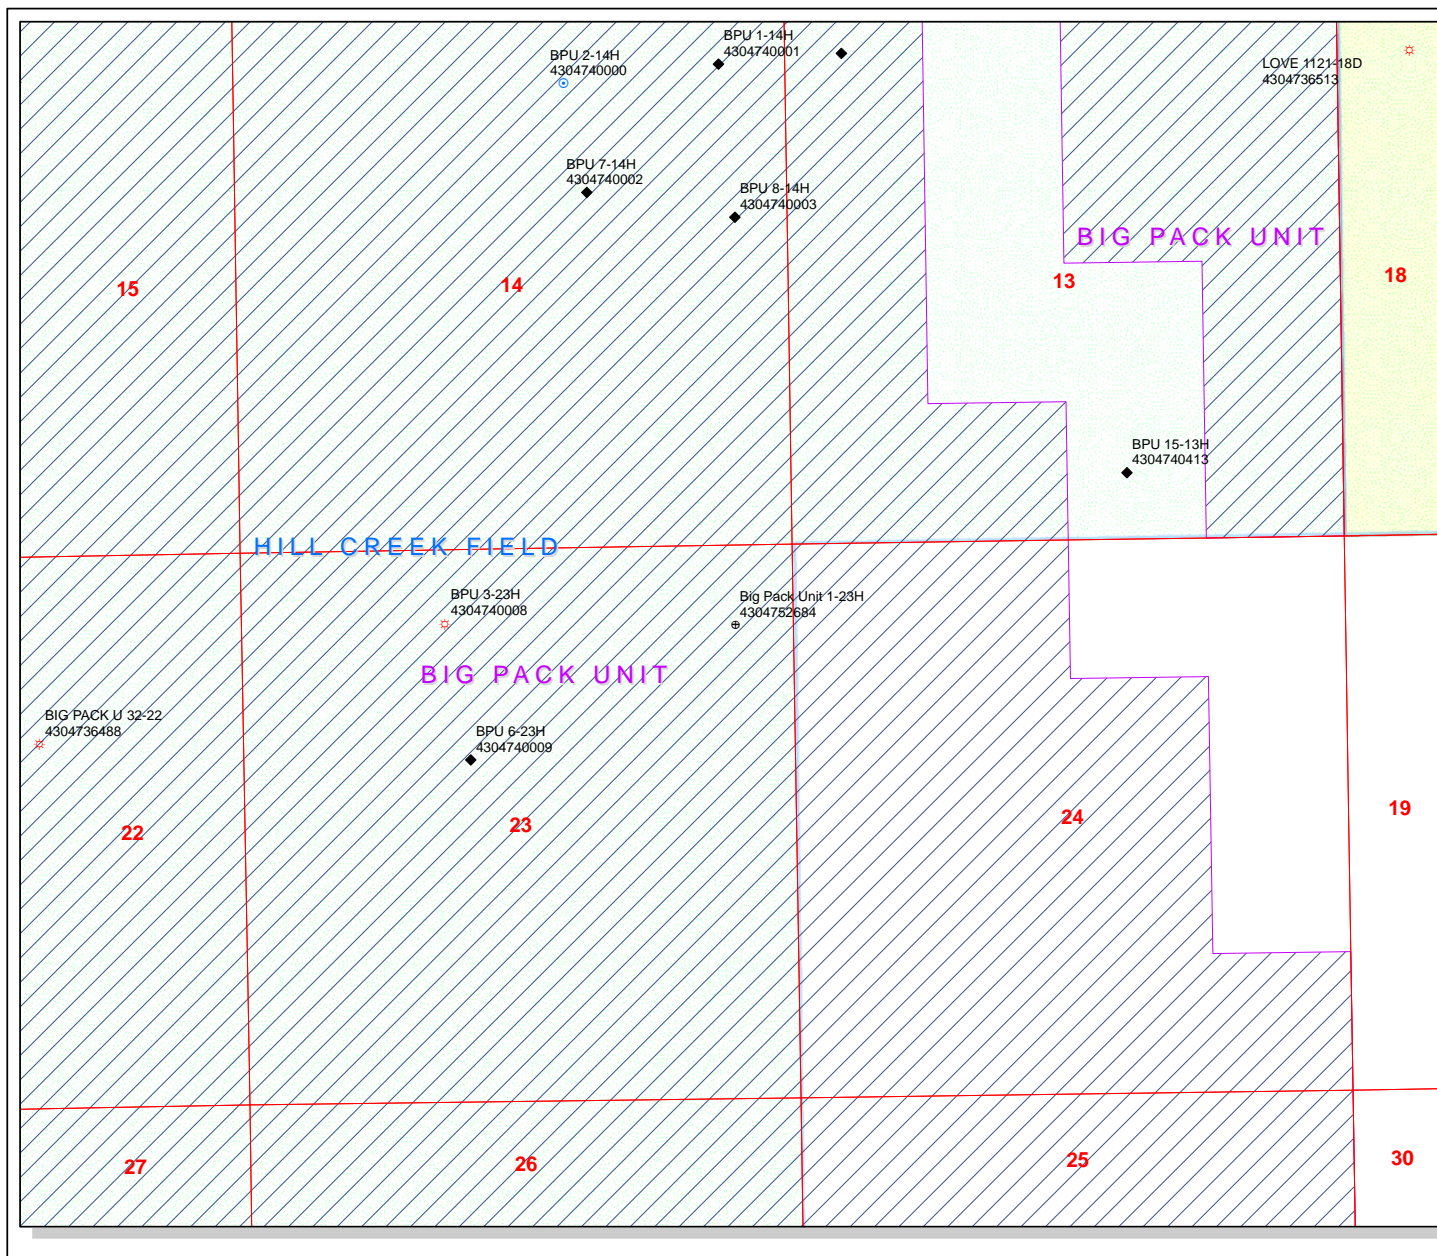 BPU 1-14H
4304740001
BPU 2-14H
4304740000
LOVE 1121-18D
4304736513
BPU 7-14H
4304740002
BPU 8-14H
4304740003
BIG PACK UNIT
15
14
13
18
BPU 15-13H
4304740413
HILL CREEK FIELD
BPU 3-23H
4304740008
Big Pack Unit 1-23H
4304752684
BIG PACK UNIT
BIG PACK U 32-22
4304736488
BPU 6-23H
4304740009
22
23
24
19
27
26
25
30